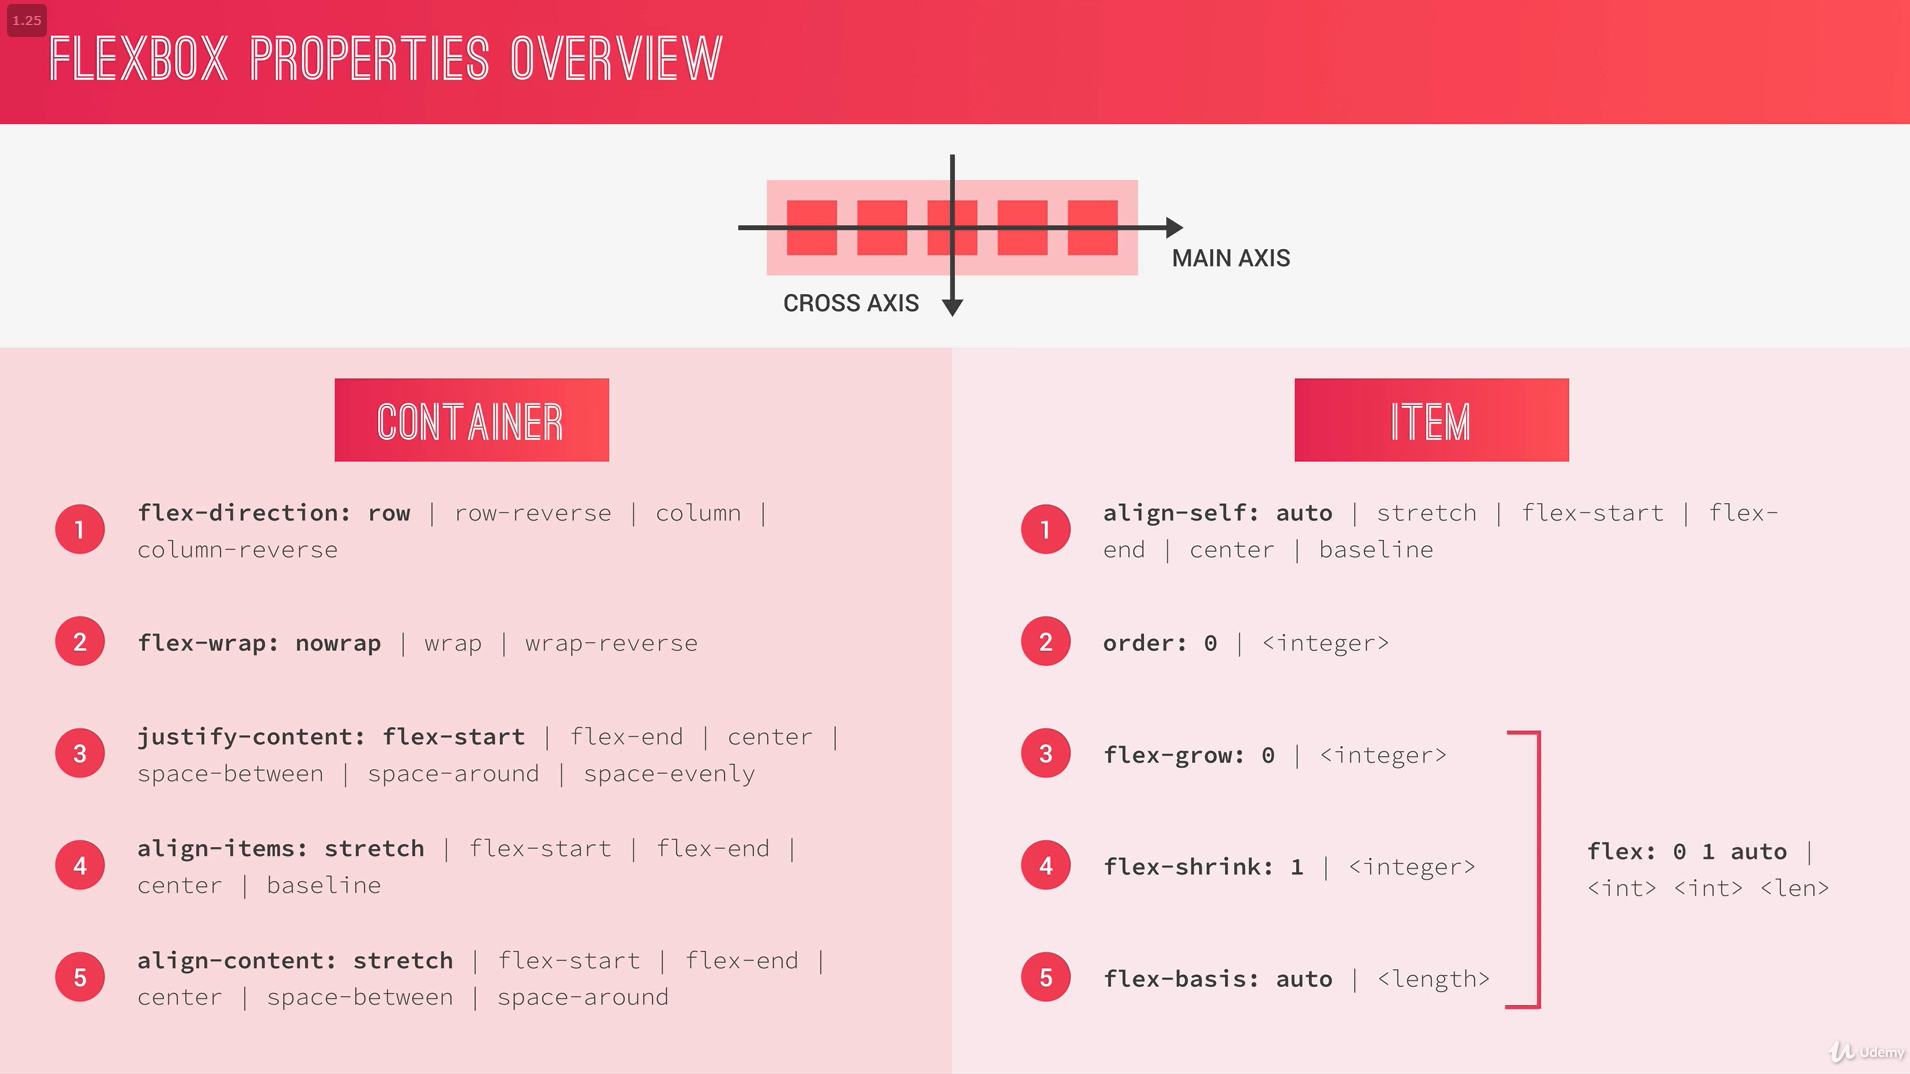 1.25
FLEXBOX PROPERTIES OVERVIEW
MAIN AXIS
CROSS AXIS
CONTAINER
1
flex-direction: row | row-reverse | column |
column-reverse
2
flex-wrap: nowrap | wrap | wrap-reverse
3
justify-content: flex-start | flex-end | center |
space-between | space-around | space-evenly
4
align-items: stretch | flex-start | flex-end |
center | baseline
5
align-content: stretch | flex-start | flex-end |
center | space-between | space-around
ITEM
1
align-self: auto | stretch | flex-start | flex-
end | center | baseline
2
order: 0 | <integer>
3
flex-grow: 0 | <integer>
4
flex-shrink: 1 | <integer>
5
flex-basis: auto | <length>
flex: 0 1 auto |
<int> <int> <len>
Udemy